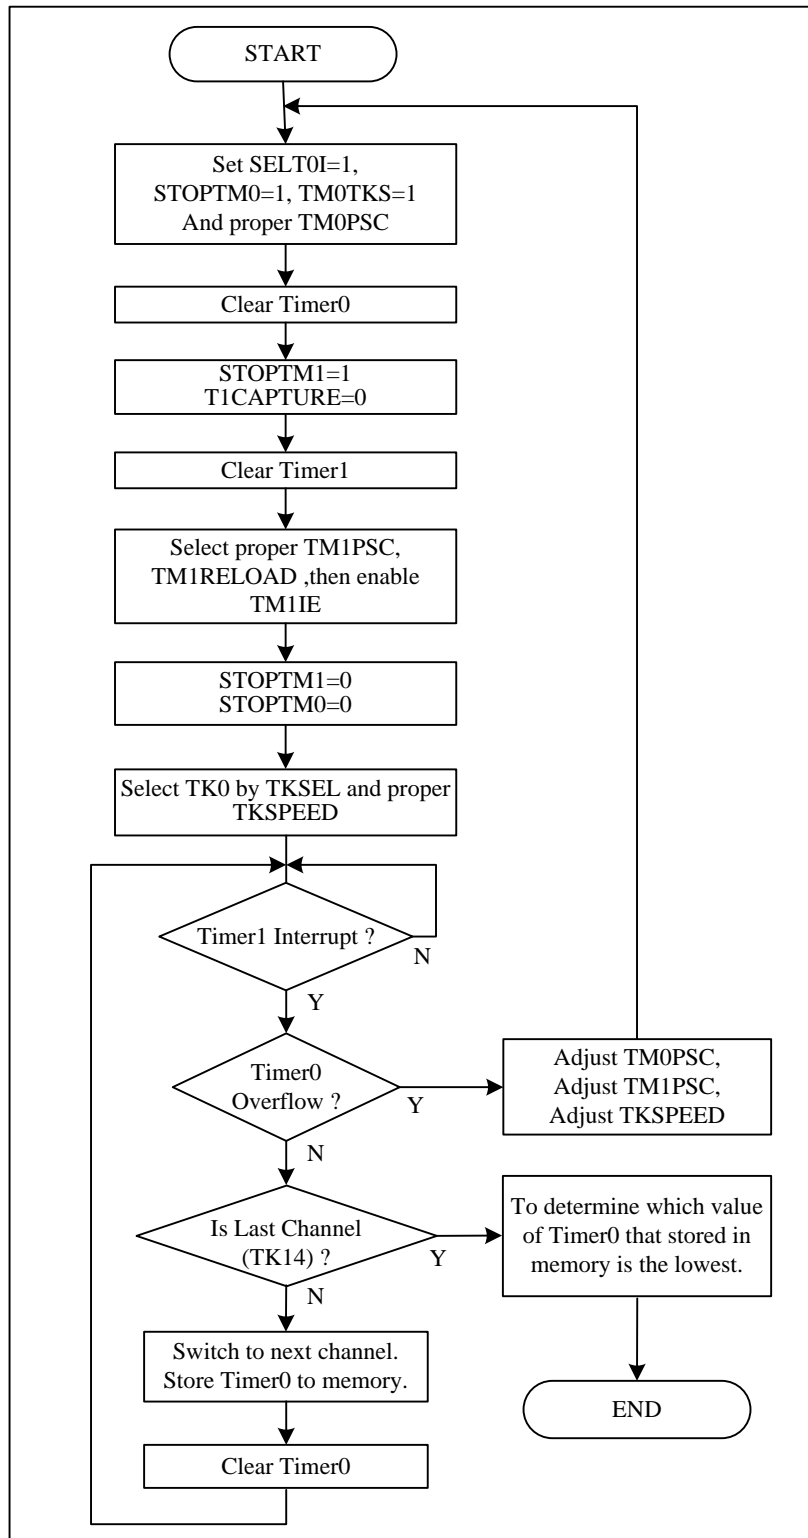 START
Set SELT0I=1,
STOPTM0=1, TM0TKS=1
And proper TM0PSC
Clear Timer0
STOPTM1=1
T1CAPTURE=0
Clear Timer1
Select proper TM1PSC,
TM1RELOAD ,then enable
TM1IE
STOPTM1=0
STOPTM0=0
Select TK0 by TKSEL and proper
TKSPEED
Timer1 Interrupt ?
N
Y
Timer0
Overflow ?
Y
N
Adjust TM0PSC,
Adjust TM1PSC,
Adjust TKSPEED
Is Last Channel
(TK14) ?
Y
N
To determine which value
of Timer0 that stored in
memory is the lowest.
Switch to next channel.
Store Timer0 to memory.
END
Clear Timer0